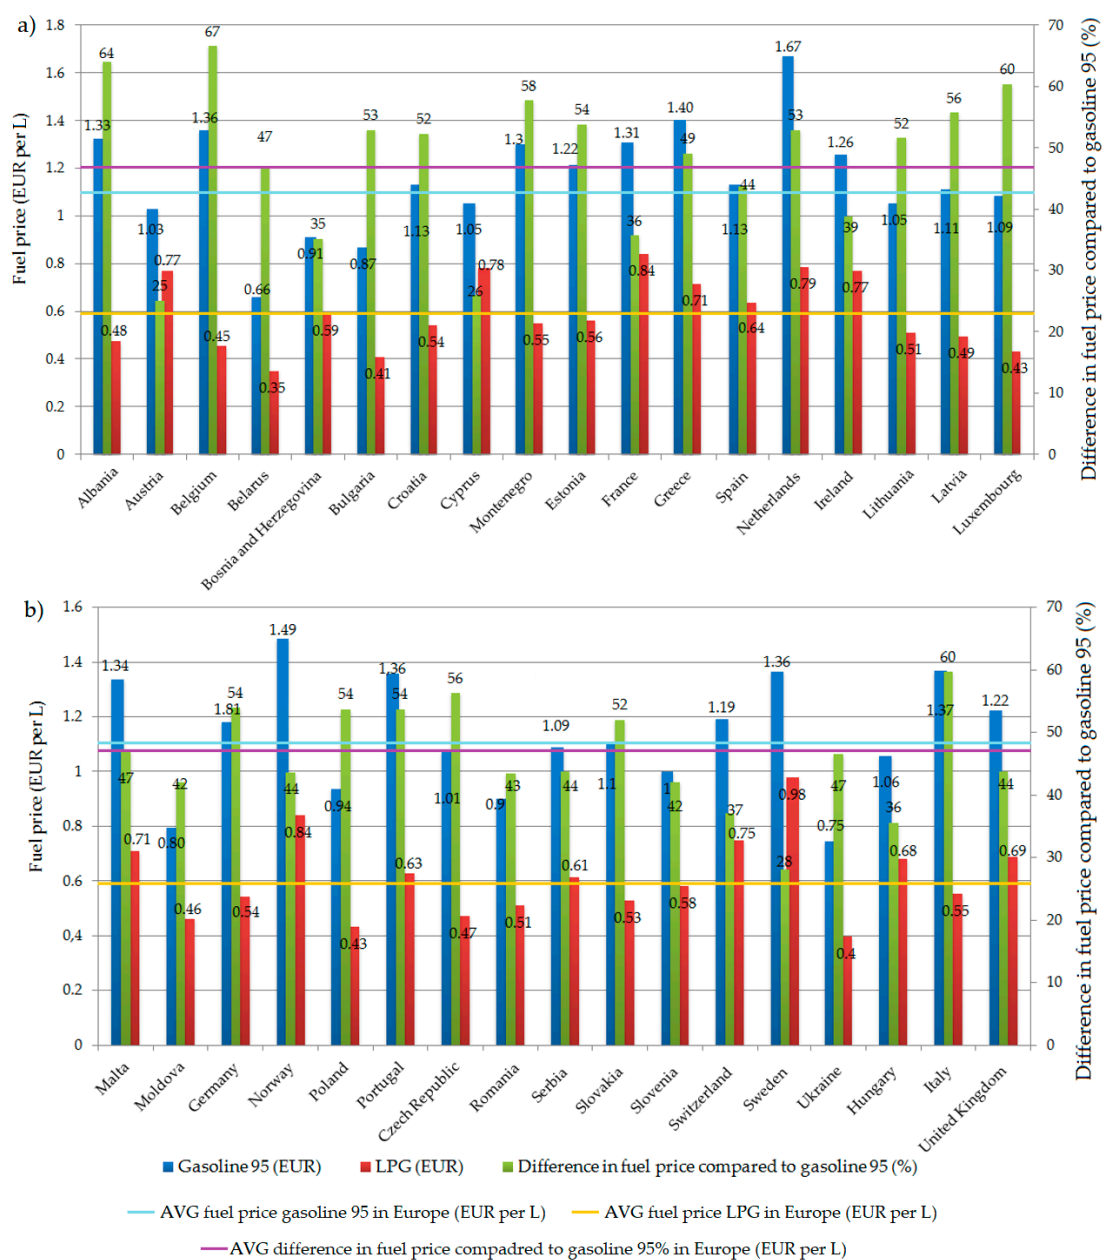 a)
Fuel price (EUR per L)
Difference in fuel price compared to gasoline 95 (%)
1.8
1.6
1.4
1.2
1
0.8
0.6
0.4
0.2
0
70
60
50
40
30
20
10
0
1.33 64 0.48
1.03 25 0.77
1.36 67 0.45
0.66 47 0.35
0.91 35 0.59
0.87 53 0.41
1.13 52 0.54
1.05 26 0.78
1.3 58 0.55
1.22 54 0.56
1.31 36 0.84
1.40 49 0.71
1.13 44 0.64
1.67 53 0.79
1.26 39 0.77
1.05 52 0.51
1.11 56 0.49
1.09 60 0.43
Albania
Austria
Belgium
Belarus
Bosnia and Herzegovina
Bulgaria
Croatia
Cyprus
Montenegro
Estonia
France
Greece
Spain
Netherlands
Ireland
Lithuania
Latvia
Luxembourg
b)
Fuel price (EUR per L)
Difference in fuel price compared to gasoline 95 (%)
1.6
1.4
1.2
1
0.8
0.6
0,4
0.2
0
70
60
50
40
30
20
10
0
1.34 47 0.71
0.80 42 0.46
1.81 54 0.54
1.49 44 0.84
0.94 54 0.43
1.36 54 0.63
1.01 56 0.47
0.9 43 0.51
1.09 44 0.61
1.1 52 0.53
1 42 0.58
1.19 37 0.75
1.36 28 0.98
0.75 47 0.4
1.06 36 0.68
1.37 60 0.55
1.22 44 0.69
Malta
Moldova
Germany
Norway
Poland
Portugal
Czech Republic
Romania
Serbia
Slovakia
Slovenia
Switzerland
Sweden
Ukraine
Hungary
Italy
United Kingdom
Gasoline 95 (EUR) LPG (EUR) Difference in fuel price compared to gasoline 95 (%)
AVG fuel price gasoline 95 in Europe (EUR per L) AVG fuel price LPG in Europe (EUR per L)
AVG difference in fuel price compadred to gasoline 95% in Europe (EUR per L)